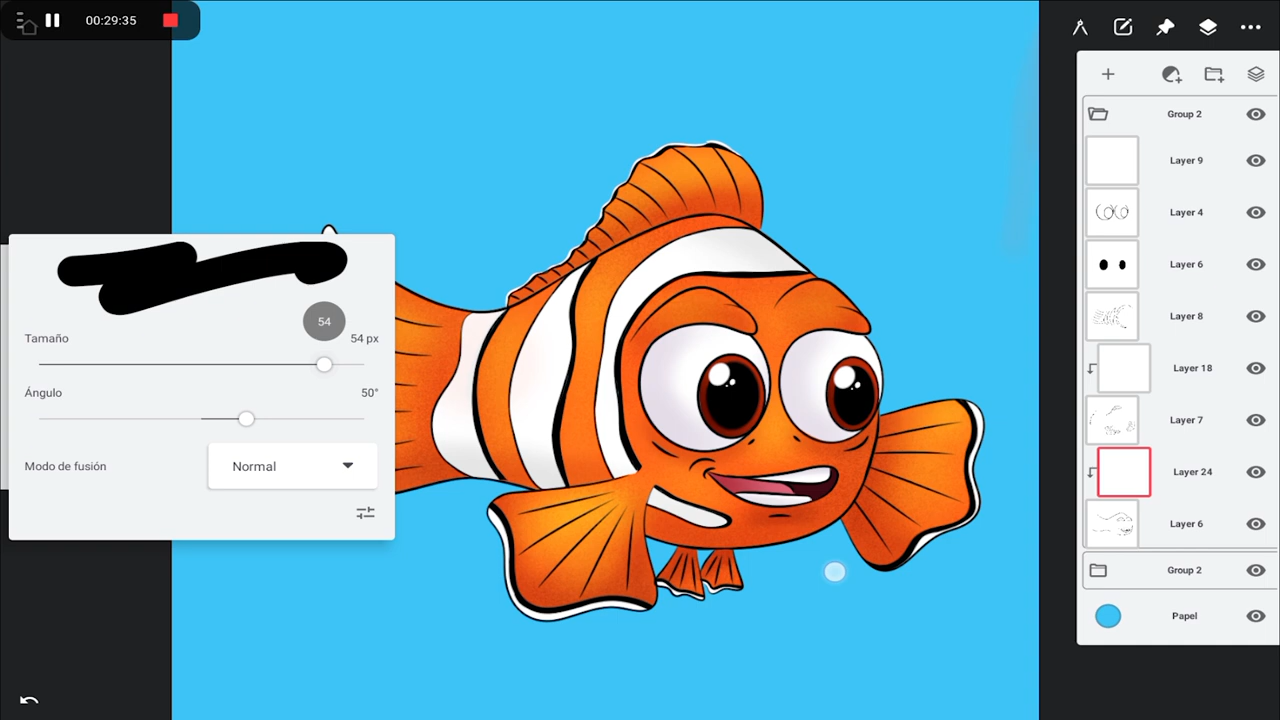 00:29:35
54
Tamaño 54 px
Ángulo 50°
Modo de fusión Normal
Group 2
Layer 9
Layer 4
Layer 6
Layer 8
Layer 18
Layer 7
Layer 24
Layer 6
Group 2
Papel